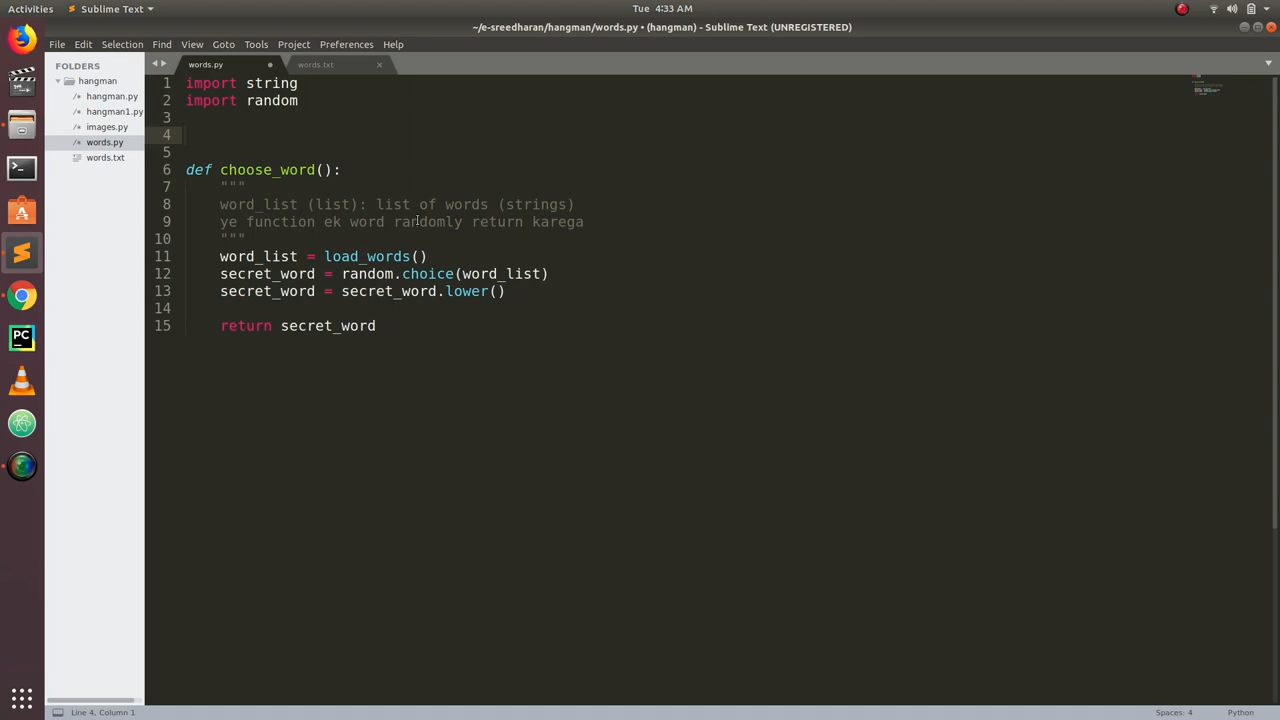 Activities
Sublime Text
Tue 4:33 AM
~/e-sreedharan/hangman/words.py • (hangman) - Sublime Text (UNREGISTERED)
File Edit Selection Find View Goto Tools Project Preferences Help
FOLDERS
hangman
hangman.py
hangman1.py
images.py
words.py
words.txt
words.py
words.txt
1 import string
2 import random
3
4
5
6 def choose_word():
7     """
8     word_list (list): list of words (strings)
9     ye function ek word randomly return karega
10     """
11     word_list = load_words()
12     secret_word = random.choice(word_list)
13     secret_word = secret_word.lower()
14
15     return secret_word
PC
Line 4, Column 1
Spaces: 4
Python